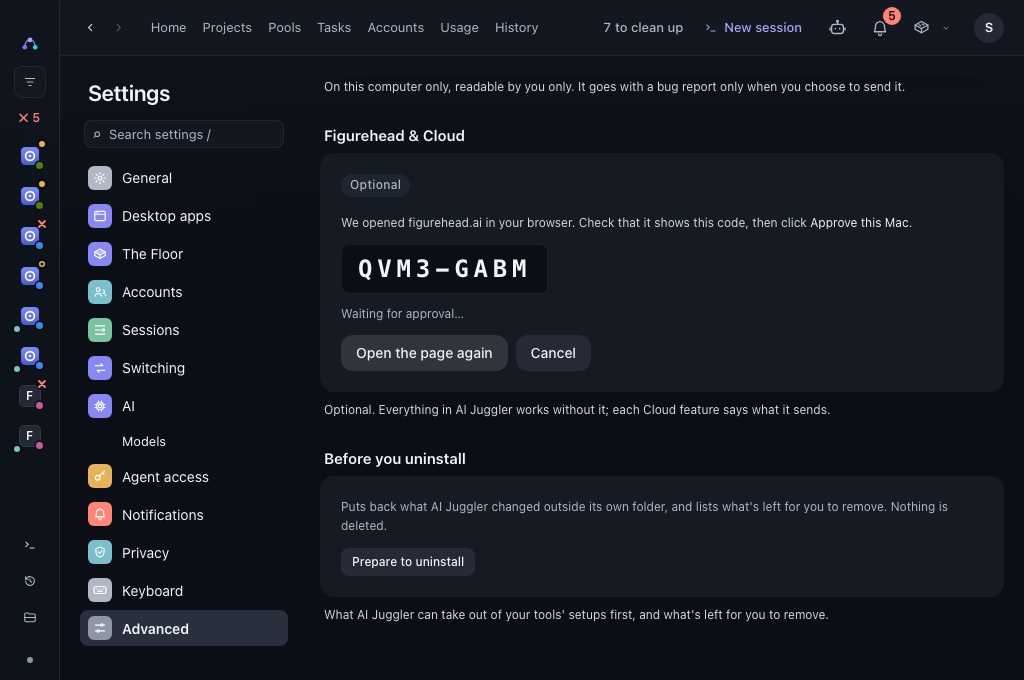 Home Projects Pools Tasks Accounts Usage History 7 to clean up New session 5 S
5
F
F
Settings
Search settings /
General
Desktop apps
The Floor
Accounts
Sessions
Switching
AI
Models
Agent access
Notifications
Privacy
Keyboard
Advanced
On this computer only, readable by you only. It goes with a bug report only when you choose to send it.
Figurehead & Cloud
Optional
We opened figurehead.ai in your browser. Check that it shows this code, then click Approve this Mac.
QVM3-GABM
Waiting for approval…
Open the page again Cancel
Optional. Everything in AI Juggler works without it; each Cloud feature says what it sends.
Before you uninstall
Puts back what AI Juggler changed outside its own folder, and lists what's left for you to remove. Nothing is
deleted.
Prepare to uninstall
What AI Juggler can take out of your tools' setups first, and what's left for you to remove.